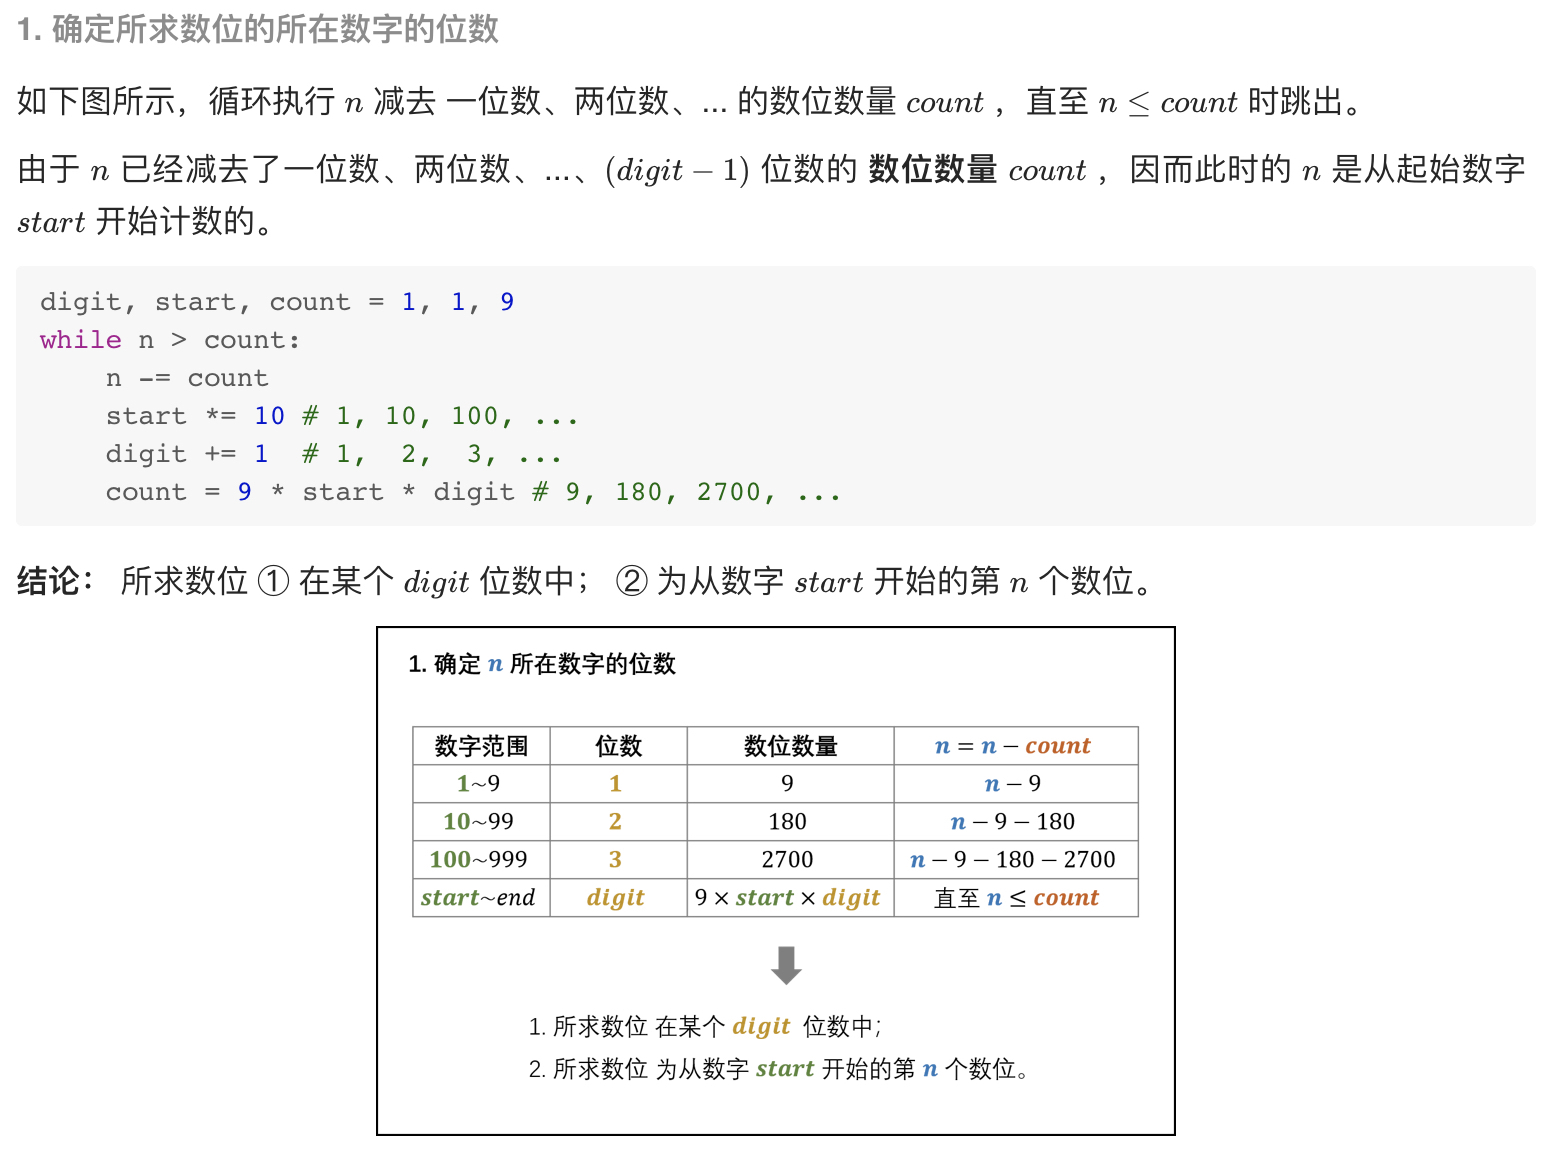 1. 确定所求数位的所在数字的位数
如下图所示，循环执行 n 减去 一位数、两位数、... 的数位数量 count ，直至 n ≤ count 时跳出。
由于 n 已经减去了一位数、两位数、...、(digit − 1) 位数的 数位数量 count ，因而此时的 n 是从起始数字
start 开始计数的。
digit, start, count = 1, 1, 9
while n > count:
    n -= count
    start *= 10 # 1, 10, 100, ...
    digit += 1  # 1,  2,  3, ...
    count = 9 * start * digit # 9, 180, 2700, ...
结论： 所求数位 ① 在某个 digit 位数中； ② 为从数字 start 开始的第 n 个数位。
1. 确定 n 所在数字的位数
数字范围 位数 数位数量 n = n − count
1~9 1 9 n − 9
10~99 2 180 n − 9 − 180
100~999 3 2700 n − 9 − 180 − 2700
start~end digit 9 × start × digit 直至 n ≤ count
1. 所求数位 在某个 digit 位数中；
2. 所求数位 为从数字 start 开始的第 n 个数位。